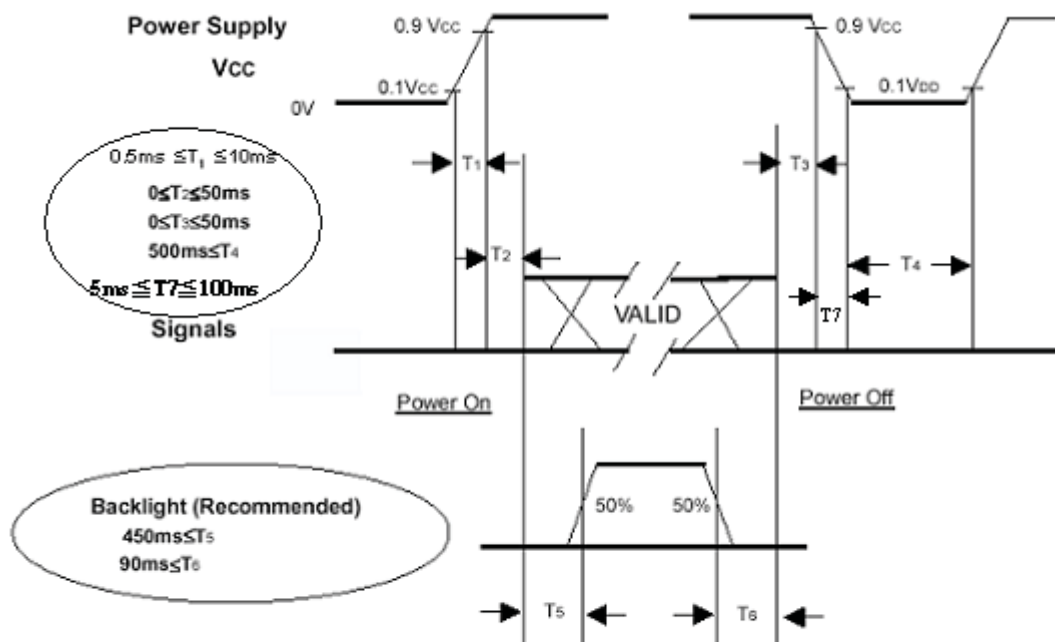 Power Supply
Vcc
0.9 Vcc
0.1Vcc
0V
0.9 Vcc
0.1VDD
0.5ms ≤T1 ≤10ms
0≤T2≤50ms
0≤T3≤50ms
500ms≤T4
5ms≦T7≦100ms
Signals
T1
T2
T3
T4
T7
VALID
Power On
Power Off
Backlight (Recommended)
450ms≤T5
90ms≤T6
50%
50%
T5
T6